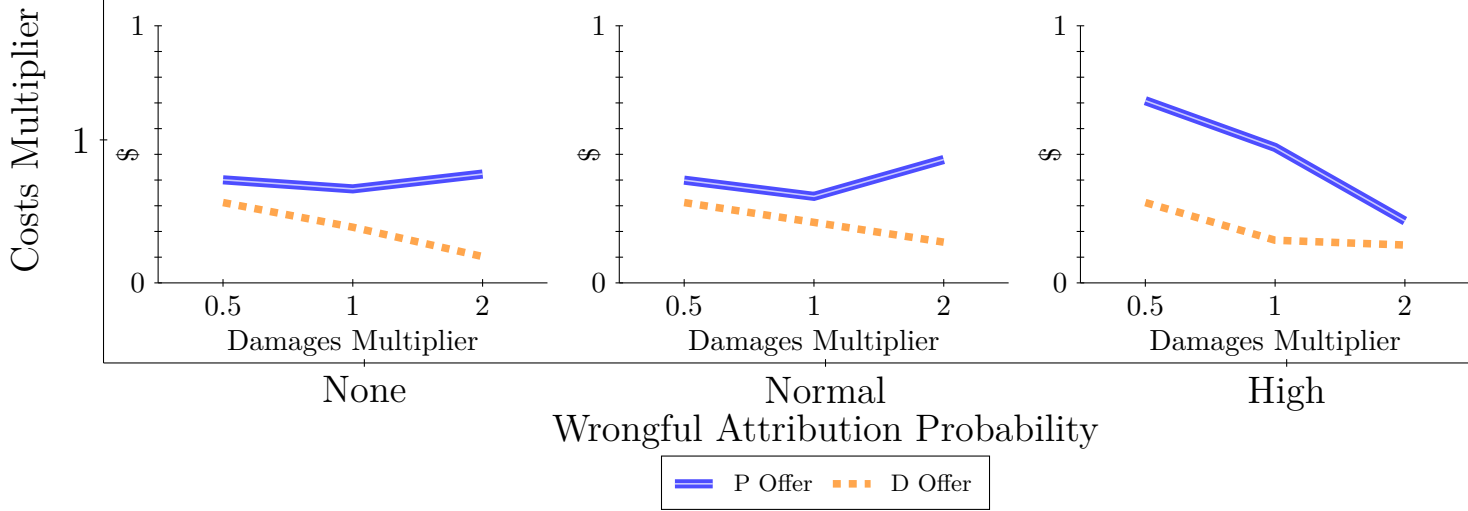 Costs Multiplier
1
1
$
0
0.5 1 2
Damages Multiplier
1
$
0
0.5 1 2
Damages Multiplier
1
$
0
0.5 1 2
Damages Multiplier
None
Normal
High
Wrongful Attribution Probability
P Offer
D Offer